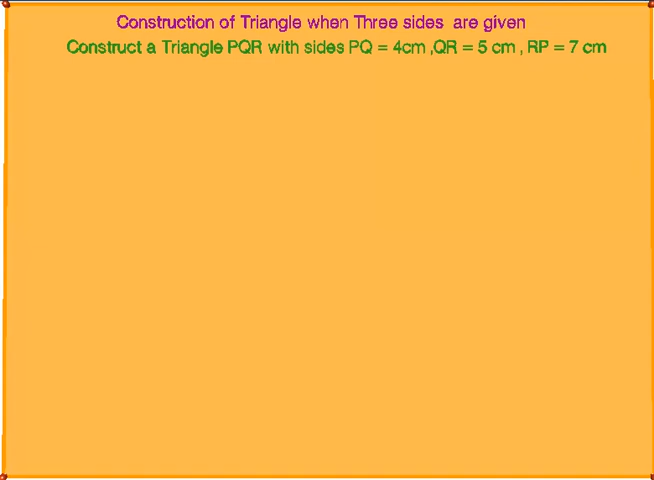 Construction of Triangle when Three sides are given
Construct a Triangle PQR with sides PQ = 4cm ,QR = 5 cm , RP = 7 cm